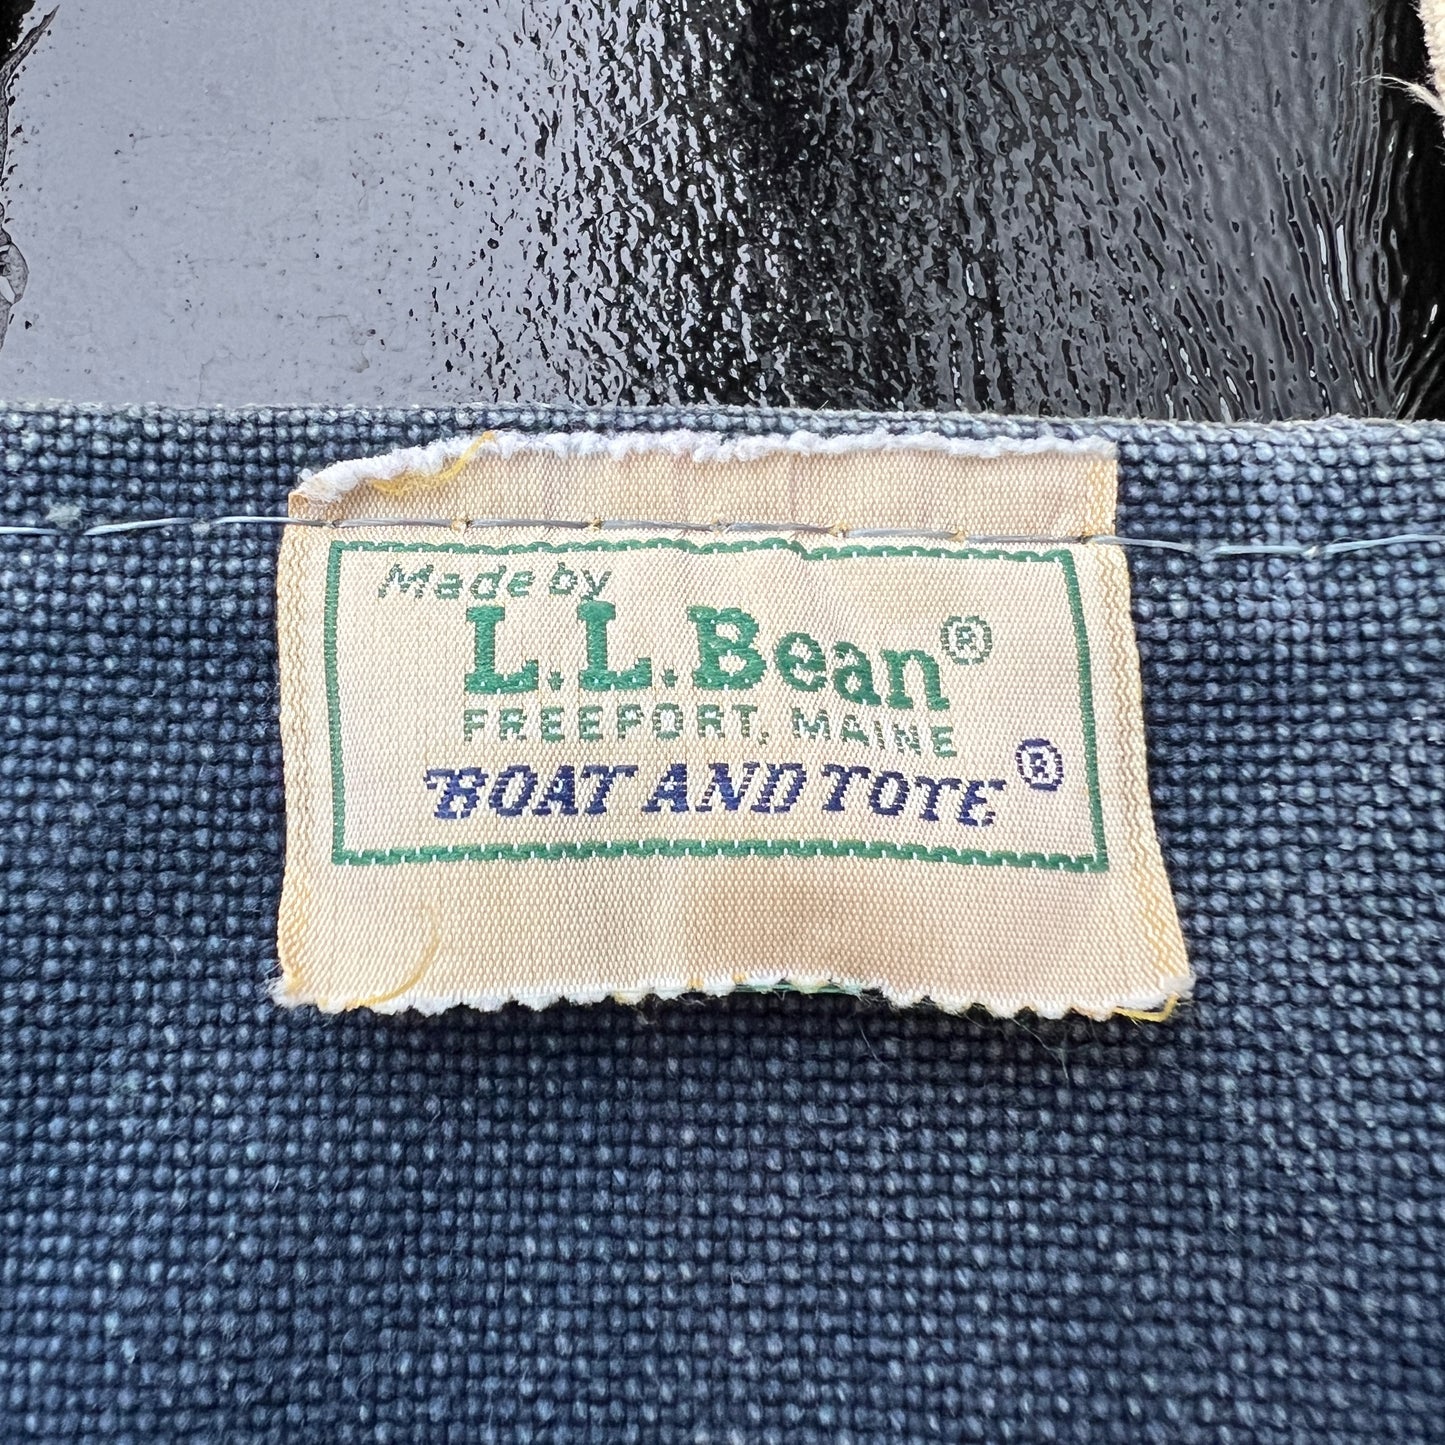 Made by
L.L.Bean®
FREEPORT, MAINE
BOAT AND TOTE®